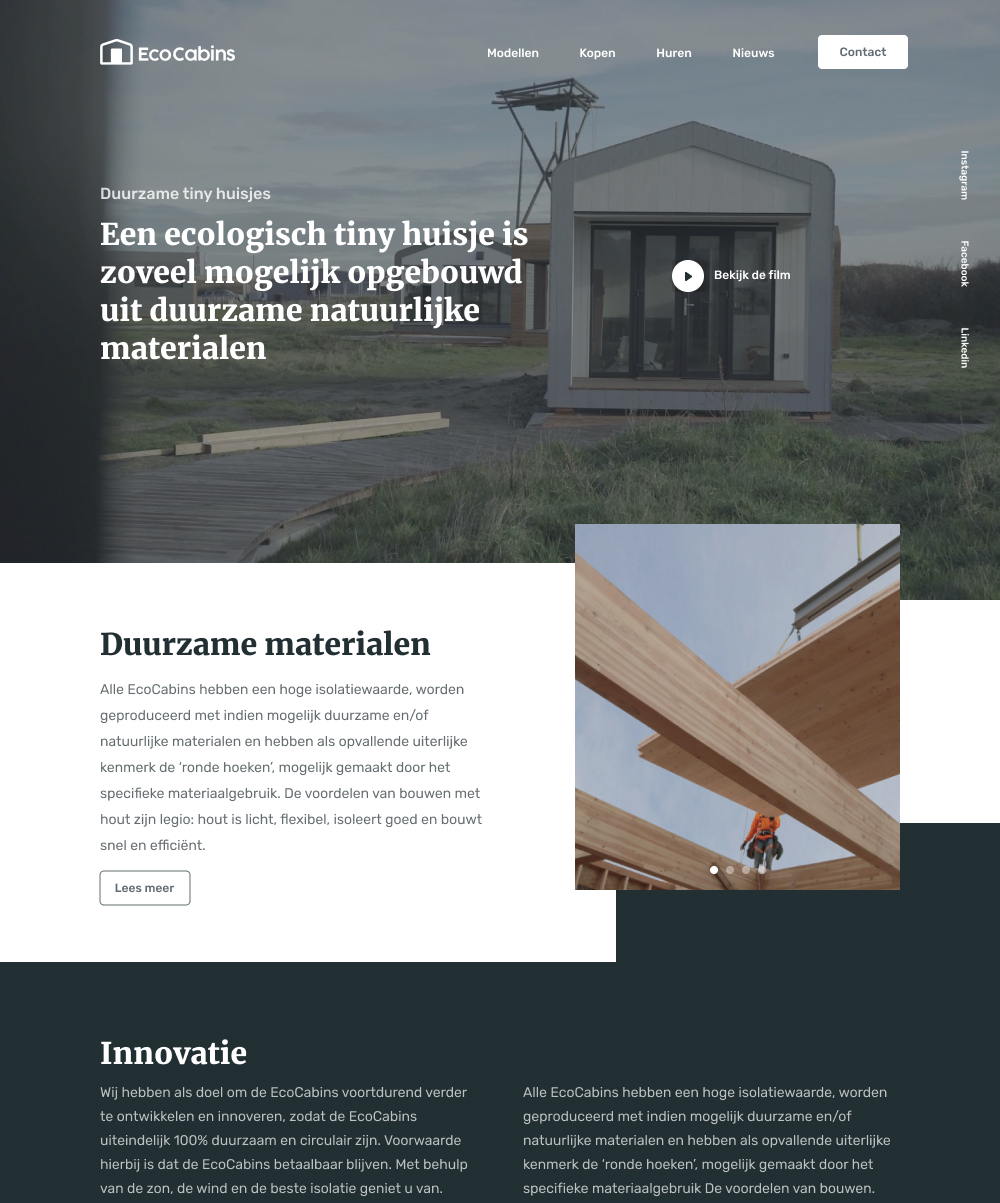 EcoCabins
Modellen
Kopen
Huren
Nieuws
Contact
Instagram
Facebook
Linkedin
Duurzame tiny huisjes
Een ecologisch tiny huisje is
zoveel mogelijk opgebouwd
uit duurzame natuurlijke
materialen
Bekijk de film
Duurzame materialen
Alle EcoCabins hebben een hoge isolatiewaarde, worden
geproduceerd met indien mogelijk duurzame en/of
natuurlijke materialen en hebben als opvallende uiterlijke
kenmerk de ‘ronde hoeken’, mogelijk gemaakt door het
specifieke materiaalgebruik. De voordelen van bouwen met
hout zijn legio: hout is licht, flexibel, isoleert goed en bouwt
snel en efficiënt.
Lees meer
Innovatie
Wij hebben als doel om de EcoCabins voortdurend verder
te ontwikkelen en innoveren, zodat de EcoCabins
uiteindelijk 100% duurzaam en circulair zijn. Voorwaarde
hierbij is dat de EcoCabins betaalbaar blijven. Met behulp
van de zon, de wind en de beste isolatie geniet u van.
Alle EcoCabins hebben een hoge isolatiewaarde, worden
geproduceerd met indien mogelijk duurzame en/of
natuurlijke materialen en hebben als opvallende uiterlijke
kenmerk de ‘ronde hoeken’, mogelijk gemaakt door het
specifieke materiaalgebruik De voordelen van bouwen.